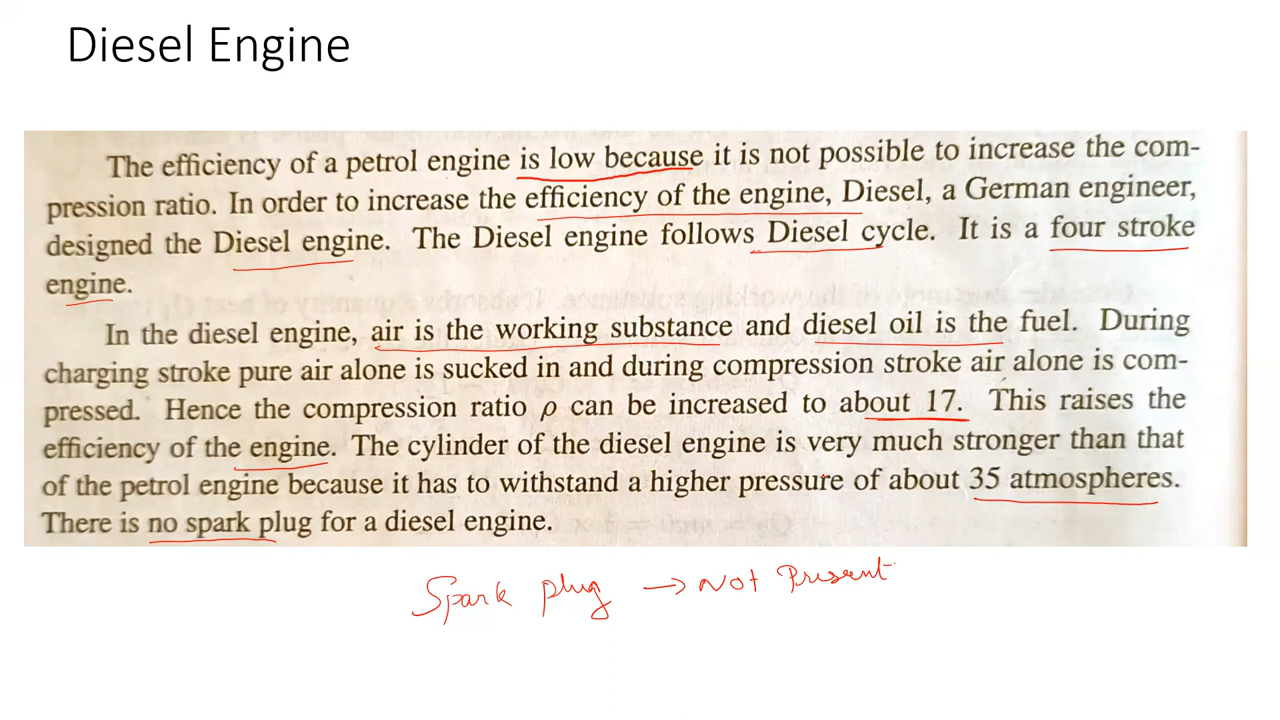 Diesel Engine
The efficiency of a petrol engine is low because it is not possible to increase the com-
pression ratio. In order to increase the efficiency of the engine, Diesel, a German engineer,
designed the Diesel engine. The Diesel engine follows Diesel cycle. It is a four stroke
engine.
In the diesel engine, air is the working substance and diesel oil is the fuel. During
charging stroke pure air alone is sucked in and during compression stroke air alone is com-
pressed. Hence the compression ratio ρ can be increased to about 17. This raises the
efficiency of the engine. The cylinder of the diesel engine is very much stronger than that
of the petrol engine because it has to withstand a higher pressure of about 35 atmospheres.
There is no spark plug for a diesel engine.
Spark plug → Not Present